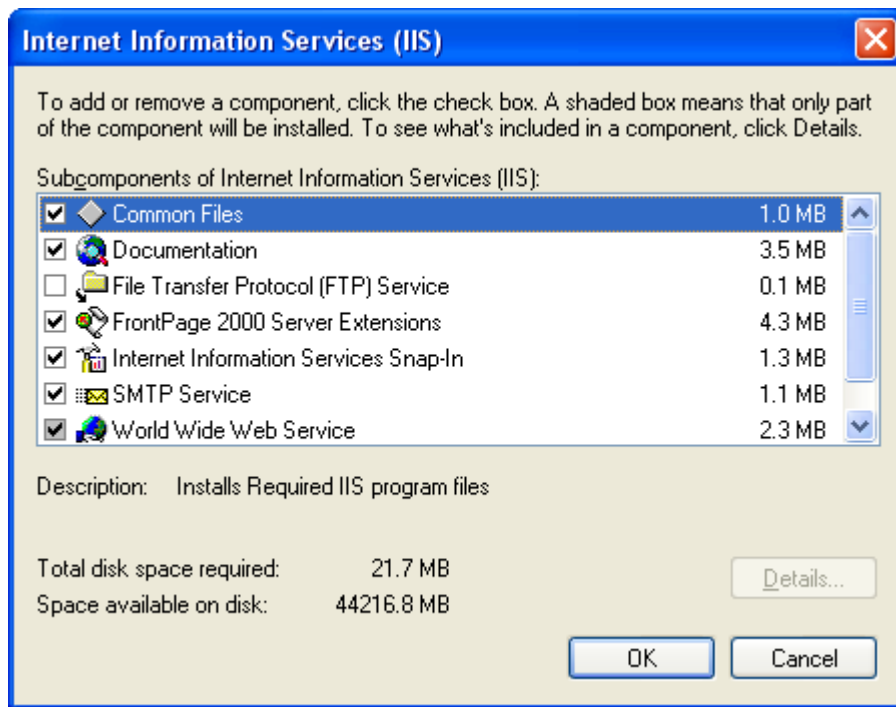 Internet Information Services (IIS)
To add or remove a component, click the check box. A shaded box means that only part
of the component will be installed. To see what's included in a component, click Details.
Subcomponents of Internet Information Services (IIS):
Common Files 1.0 MB
Documentation 3.5 MB
File Transfer Protocol (FTP) Service 0.1 MB
FrontPage 2000 Server Extensions 4.3 MB
Internet Information Services Snap-In 1.3 MB
SMTP Service 1.1 MB
World Wide Web Service 2.3 MB
Description: Installs Required IIS program files
Total disk space required: 21.7 MB
Space available on disk: 44216.8 MB
Details...
OK Cancel